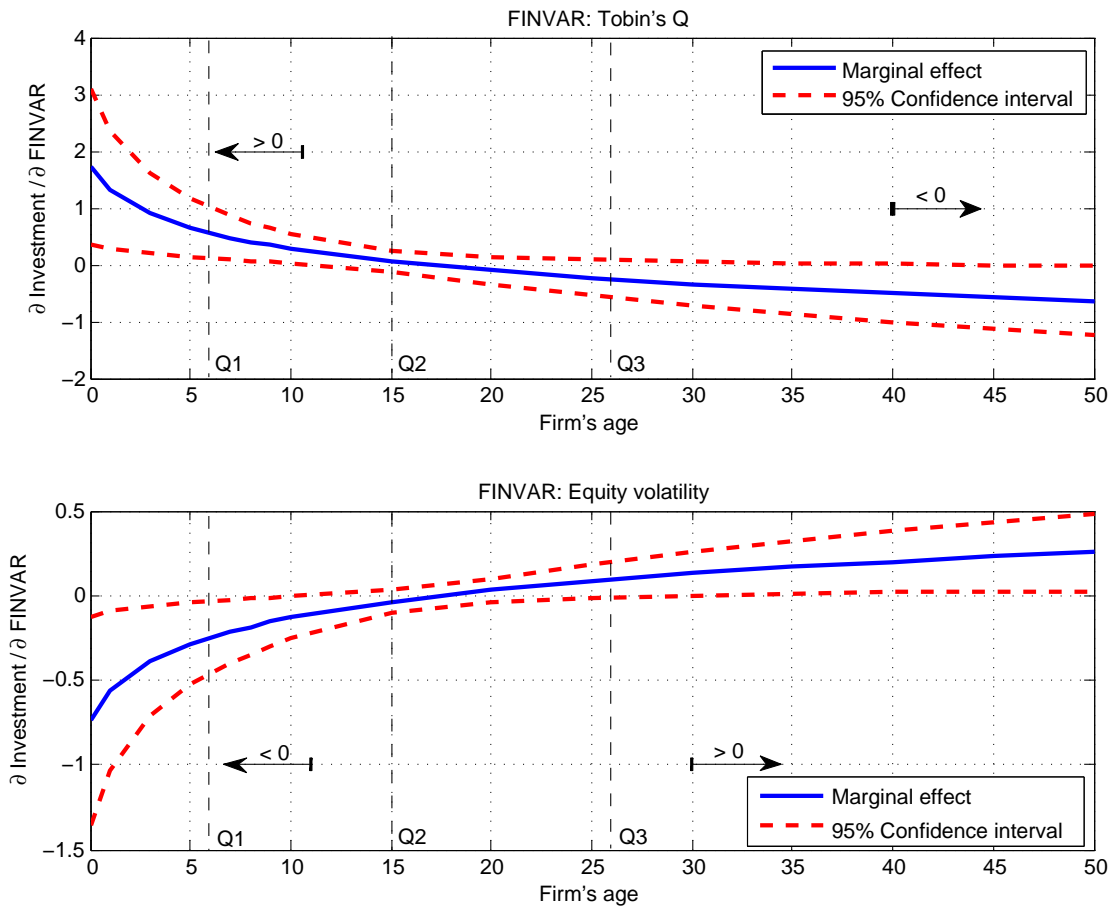 FINVAR: Tobin's Q
∂ Investment / ∂ FINVAR
4
3
2
1
0
−1
−2
Marginal effect
95% Confidence interval
> 0
< 0
Q1 Q2 Q3
0 5 10 15 20 25 30 35 40 45 50
Firm's age
FINVAR: Equity volatility
∂ Investment / ∂ FINVAR
0.5
0
−0.5
−1
−1.5
< 0 > 0
Marginal effect
95% Confidence interval
Q1 Q2 Q3
0 5 10 15 20 25 30 35 40 45 50
Firm's age